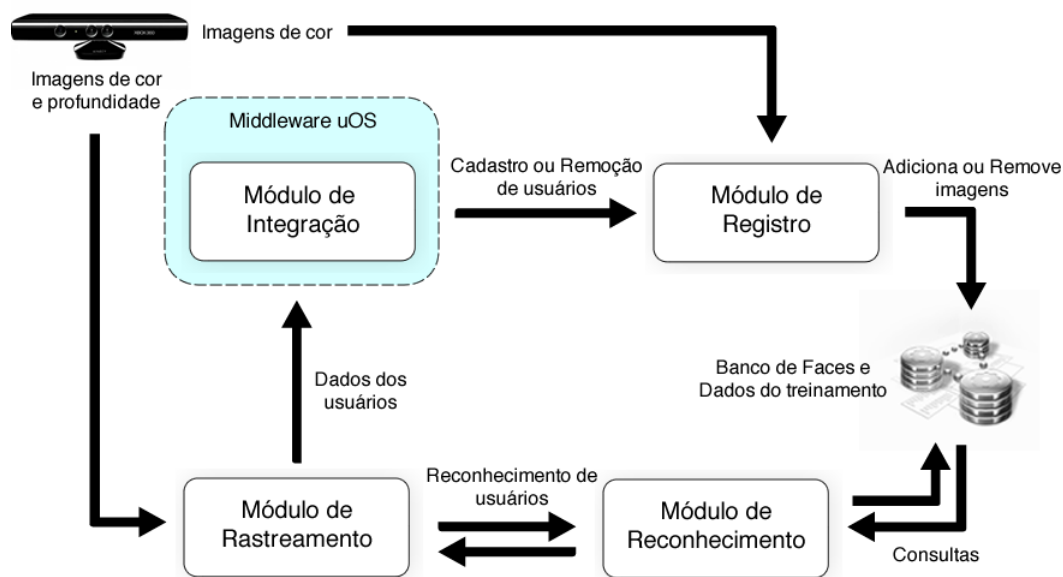 Imagens de cor
XBOX 360
Imagens de cor
e profundidade
Middleware uOS
Módulo de
Integração
Cadastro ou Remoção
de usuários
Módulo de
Registro
Adiciona ou Remove
imagens
Dados dos
usuários
Banco de Faces e
Dados do treinamento
Módulo de
Rastreamento
Reconhecimento de
usuários
Módulo de
Reconhecimento
Consultas